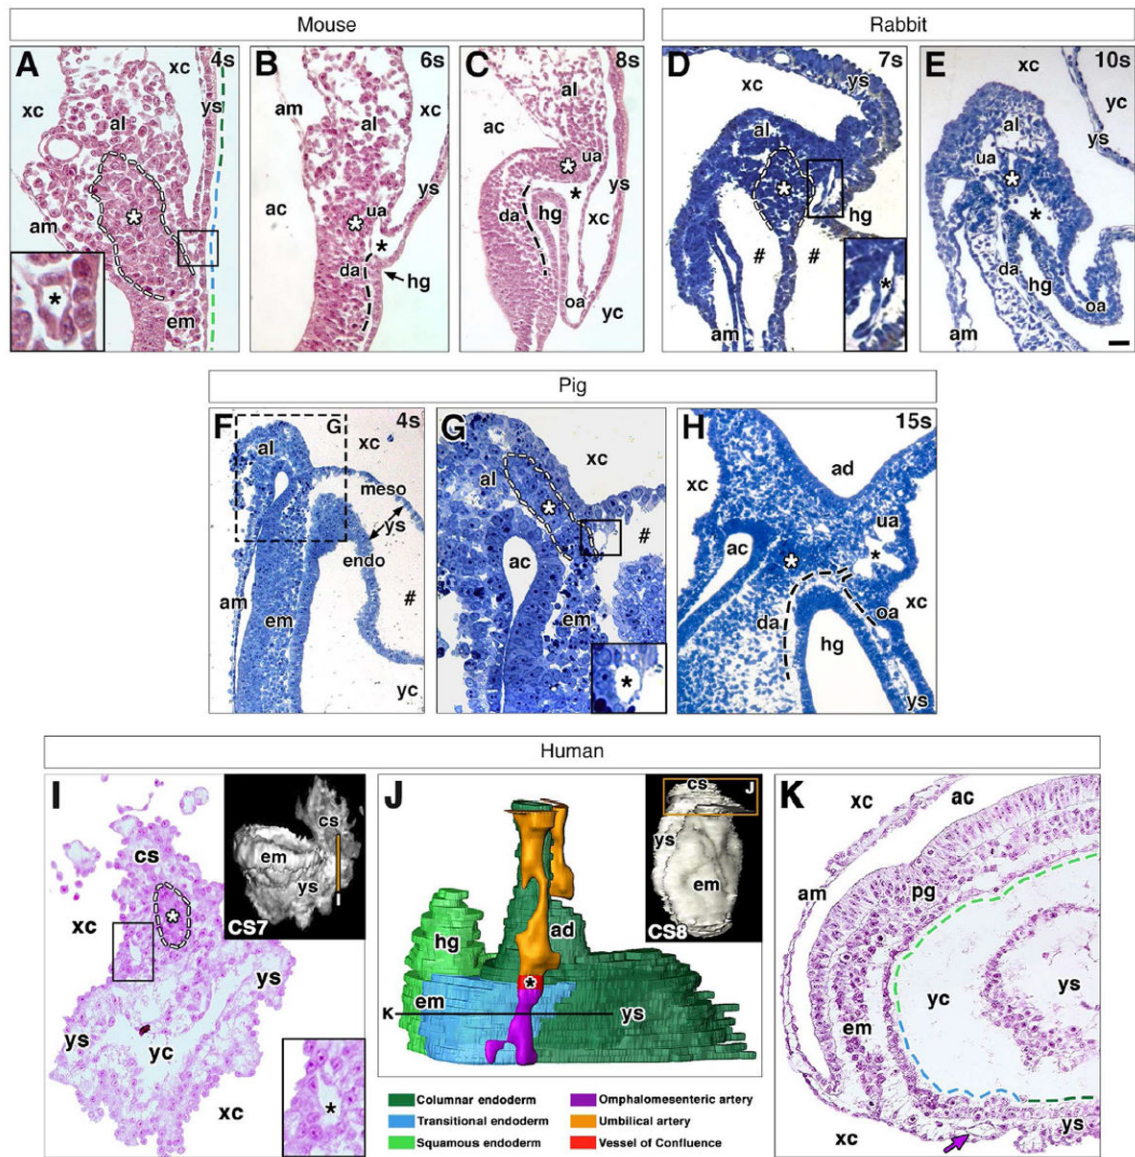 Mouse
Rabbit
A
4s
xc
ys
xc
al
*
am
*
em
B
6s
xc
am
al
ys
ac
ua
*
*
da
hg
C
8s
al
ac
ua
*
*
ys
da
hg
xc
oa
yc
D
7s
ys
xc
al
*
hg
#
#
am
*
E
10s
xc
yc
al
ys
ua
*
*
da
hg
oa
am
Pig
F
4s
G
xc
al
meso
ys
endo
am
em
#
yc
G
xc
al
*
#
ac
em
*
H
15s
ad
xc
ua
ac
*
*
oa
xc
da
hg
ys
Human
I
cs
cs
em
ys
I
CS7
*
xc
ys
ys
yc
xc
*
J
cs
J
ys
em
CS8
hg
ad
*
em
K
ys
Columnar endoderm
Transitional endoderm
Squamous endoderm
Omphalomesenteric artery
Umbilical artery
Vessel of Confluence
K
xc
ac
am
pg
yc
ys
em
xc
ys